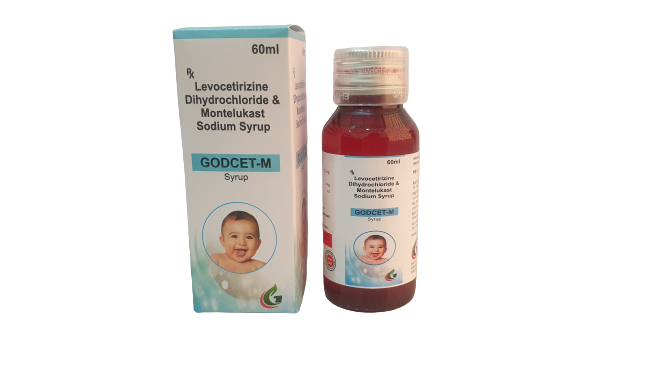 60ml
Rx
Levocetirizine
Dihydrochloride &
Montelukast
Sodium Syrup
GODCET-M
Syrup
60ml
Rx
Levocetirizine
Dihydrochloride &
Montelukast
Sodium Syrup
GODCET-M
Syrup